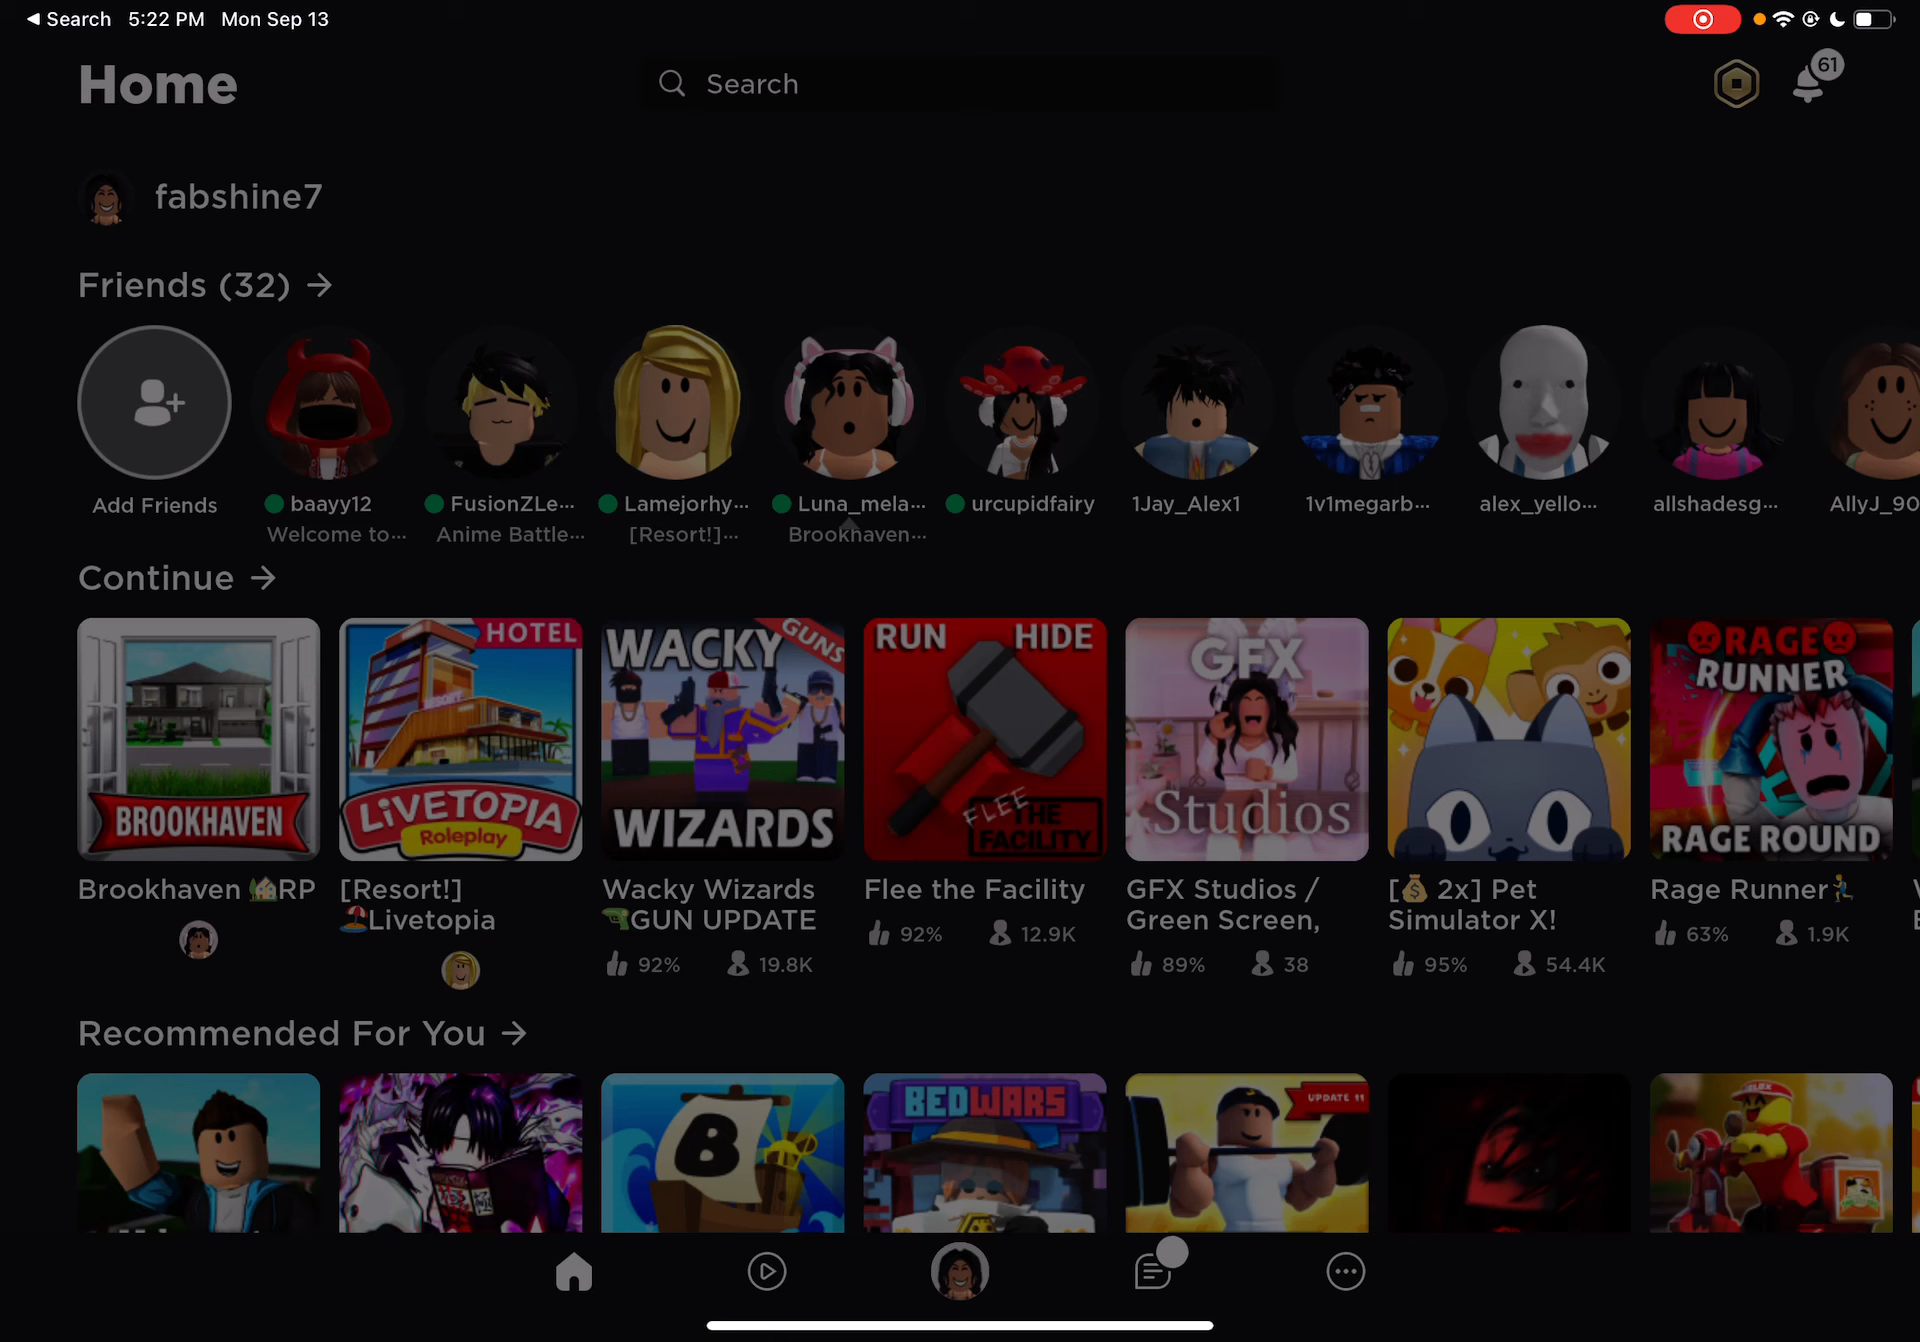 Search 5:22 PM Mon Sep 13
Home
Search
61
fabshine7
Friends (32)
Add Friends
baayy12
FusionZLe...
Lamejorhy...
Luna_mela...
urcupidfairy
1Jay_Alex1
1v1megarb...
alex_yello...
allshadesg...
AllyJ_90
Welcome to...
Anime Battle...
[Resort!]...
Brookhaven...
Continue
BROOKHAVEN
HOTEL
LIVETOPIA
Roleplay
WACKY
GUNS
WIZARDS
RUN HIDE
FLEE
THE
FACILITY
GFX
Studios
RAGE
RUNNER
RAGE ROUND
Brookhaven 🏡RP
[Resort!]
🏖️Livetopia
Wacky Wizards
🔫GUN UPDATE
92% 19.8K
Flee the Facility
92% 12.9K
GFX Studios /
Green Screen,
89% 38
[💰 2x] Pet
Simulator X!
95% 54.4K
Rage Runner🏃
63% 1.9K
Recommended For You
B
BEDWARS
UPDATE 11